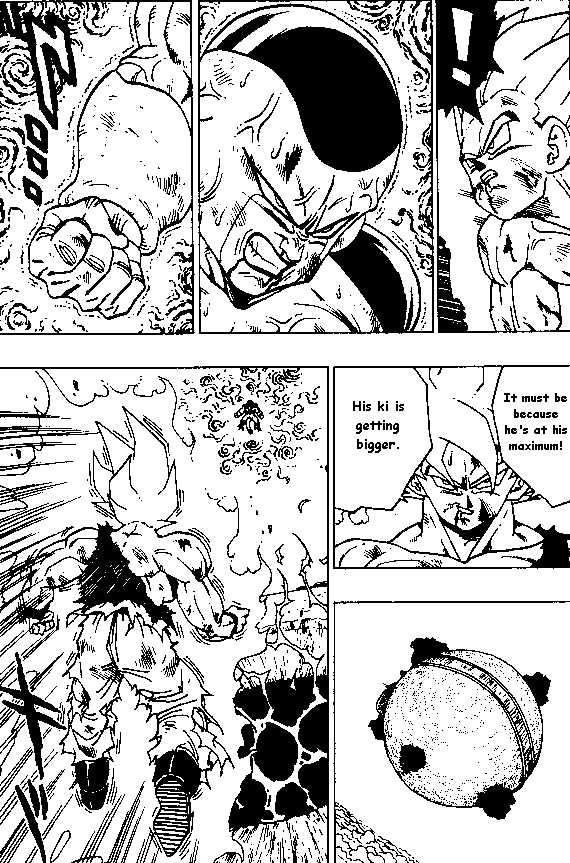 !!
His ki is
getting
bigger.
It must be
because
he's at his
maximum!